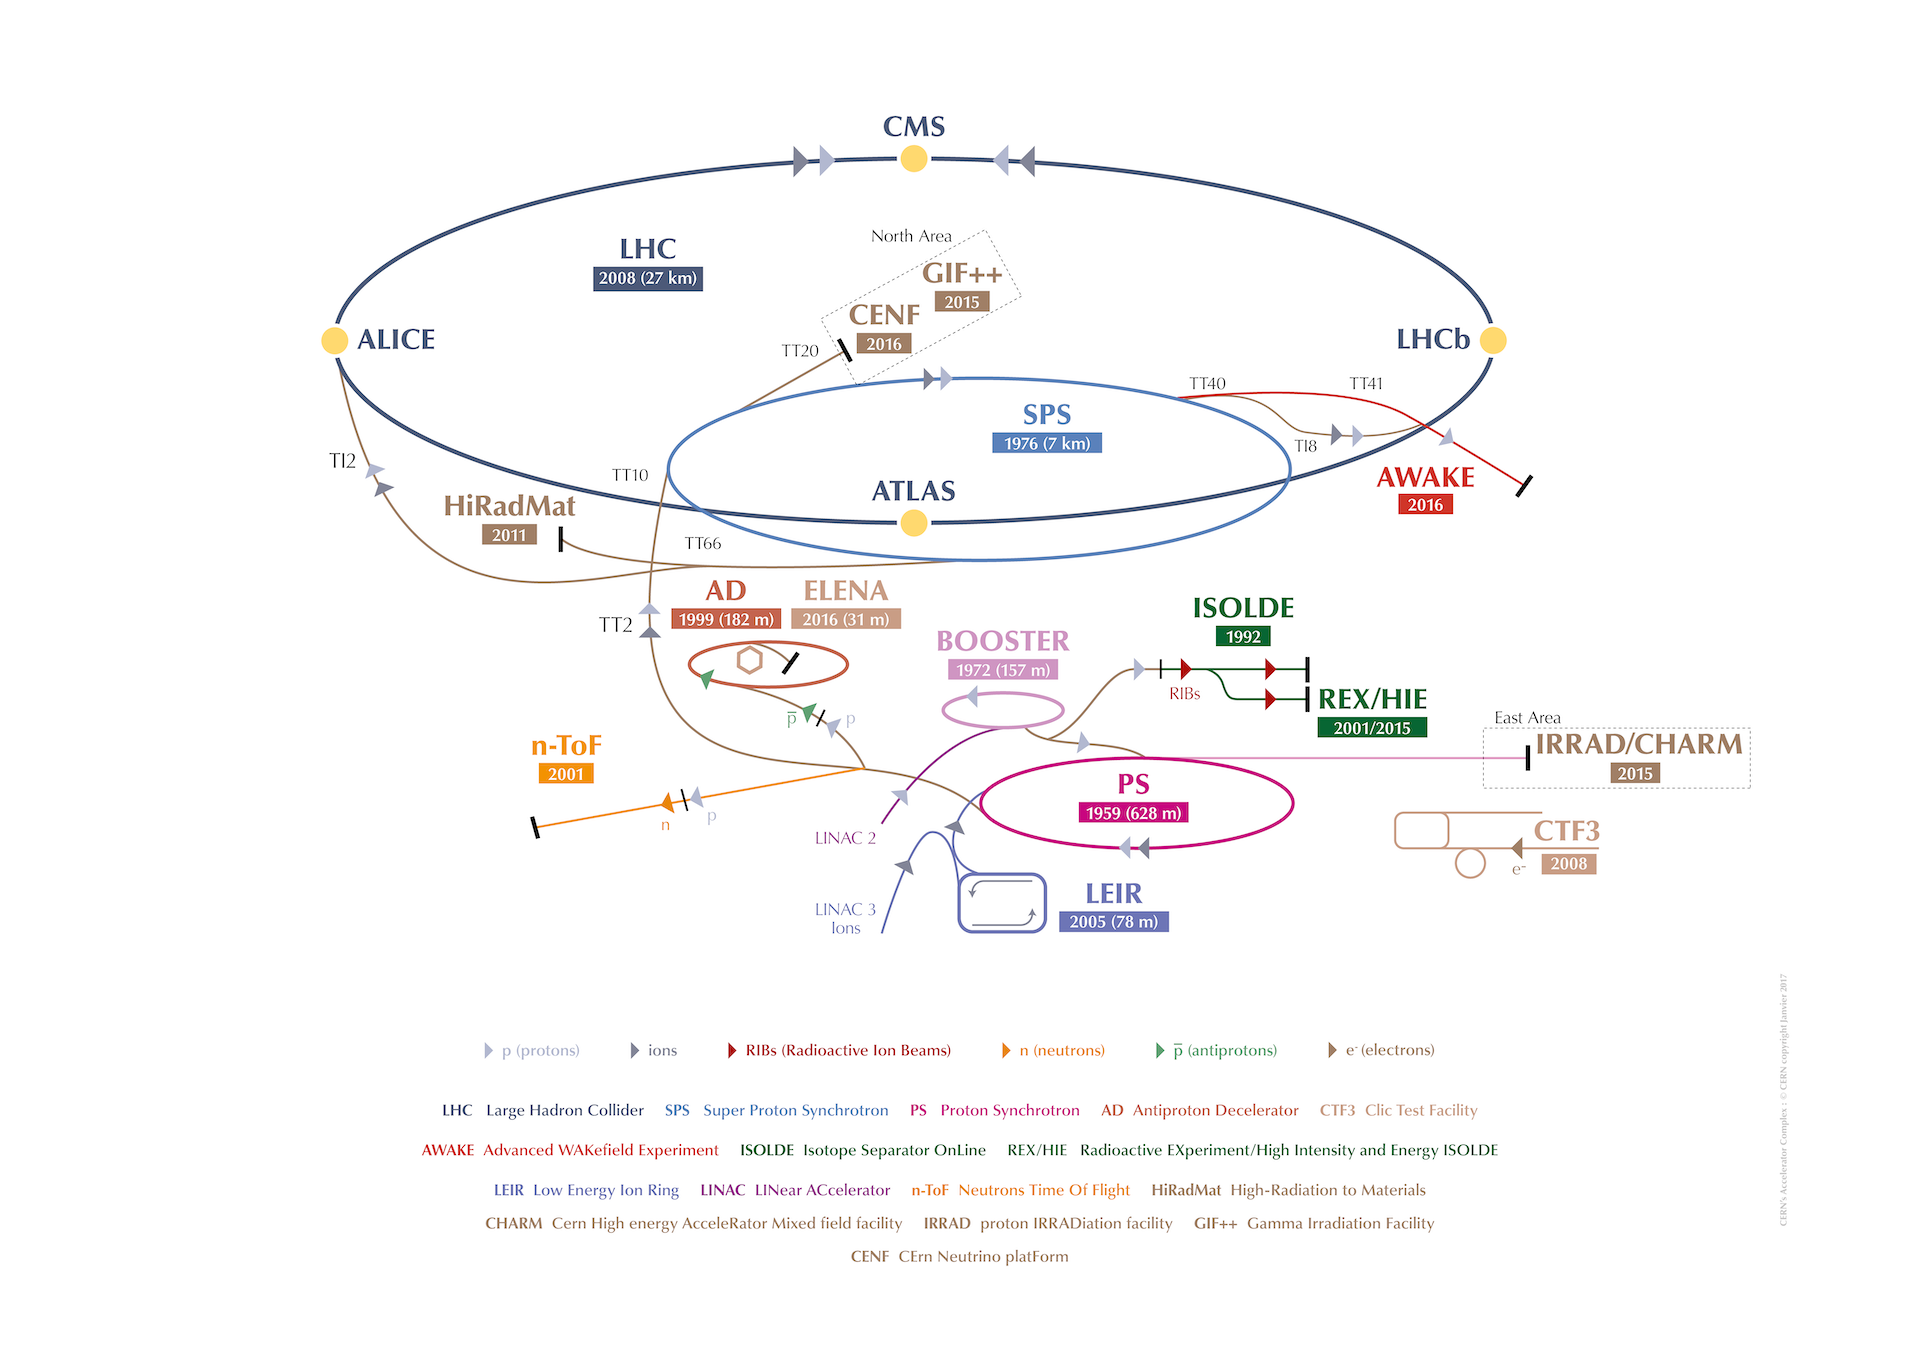 CMS
North Area
LHC
2008 (27 km)
GIF++
2015
CENF
2016
ALICE
LHCb
TT20
TT40
TT41
SPS
1976 (7 km)
TI8
TI2
TT10
AWAKE
2016
ATLAS
HiRadMat
2011
TT66
AD
1999 (182 m)
ELENA
2016 (31 m)
TT2
ISOLDE
1992
BOOSTER
1972 (157 m)
RIBs
REX/HIE
2001/2015
p̅
p
East Area
IRRAD/CHARM
2015
n-ToF
2001
n
p
PS
1959 (628 m)
LINAC 2
CTF3
2008
e⁻
LEIR
2005 (78 m)
LINAC 3
Ions
p (protons) ions RIBs (Radioactive Ion Beams) n (neutrons) p̅ (antiprotons) e⁻ (electrons)
LHC Large Hadron Collider SPS Super Proton Synchrotron PS Proton Synchrotron AD Antiproton Decelerator CTF3 Clic Test Facility
AWAKE Advanced WAKefield Experiment ISOLDE Isotope Separator OnLine REX/HIE Radioactive EXperiment/High Intensity and Energy ISOLDE
LEIR Low Energy Ion Ring LINAC LINear ACcelerator n-ToF Neutrons Time Of Flight HiRadMat High-Radiation to Materials
CHARM Cern High energy AcceleRator Mixed field facility IRRAD proton IRRADiation facility GIF++ Gamma Irradiation Facility
CENF CErn Neutrino platForm
CERN's Accelerator Complex : © CERN copyright Janvier 2017